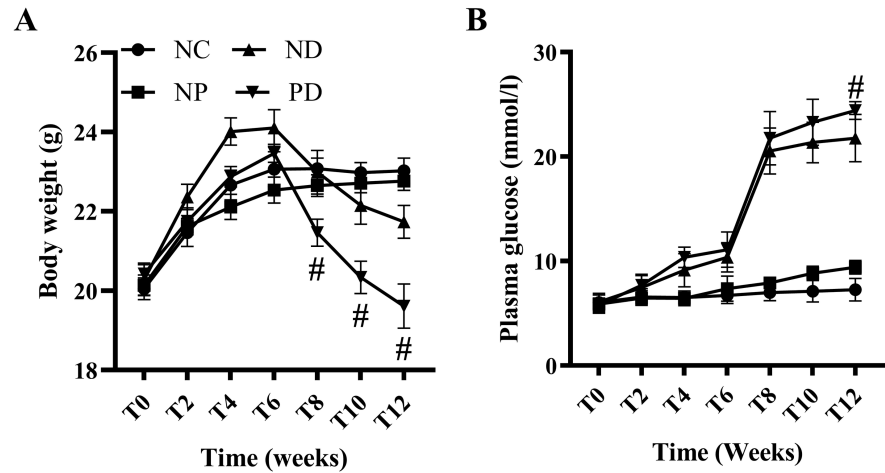 A
NC ND
NP PD
Body weight (g)
26
24
22
20
18
#
#
#
T0 T2 T4 T6 T8 T10 T12
Time (weeks)
B
Plasma glucose (mmol/l)
30
20
10
0
#
T0 T2 T4 T6 T8 T10 T12
Time (Weeks)